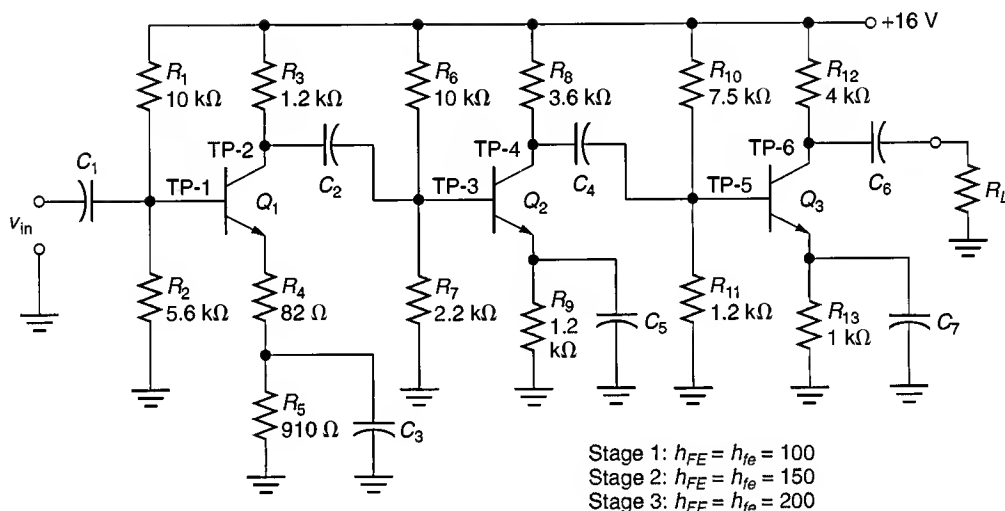 +16 V
R1
10 kΩ
R3
1.2 kΩ
R6
10 kΩ
R8
3.6 kΩ
R10
7.5 kΩ
R12
4 kΩ
C1
TP-1
TP-2
C2
Q1
TP-3
TP-4
C4
Q2
TP-5
TP-6
C6
Q3
RL
vin
R2
5.6 kΩ
R4
82 Ω
R7
2.2 kΩ
R9
1.2
kΩ
C5
R11
1.2 kΩ
R13
1 kΩ
C7
R5
910 Ω
C3
Stage 1: hFE = hfe = 100
Stage 2: hFE = hfe = 150
Stage 3: hFE = hfe = 200